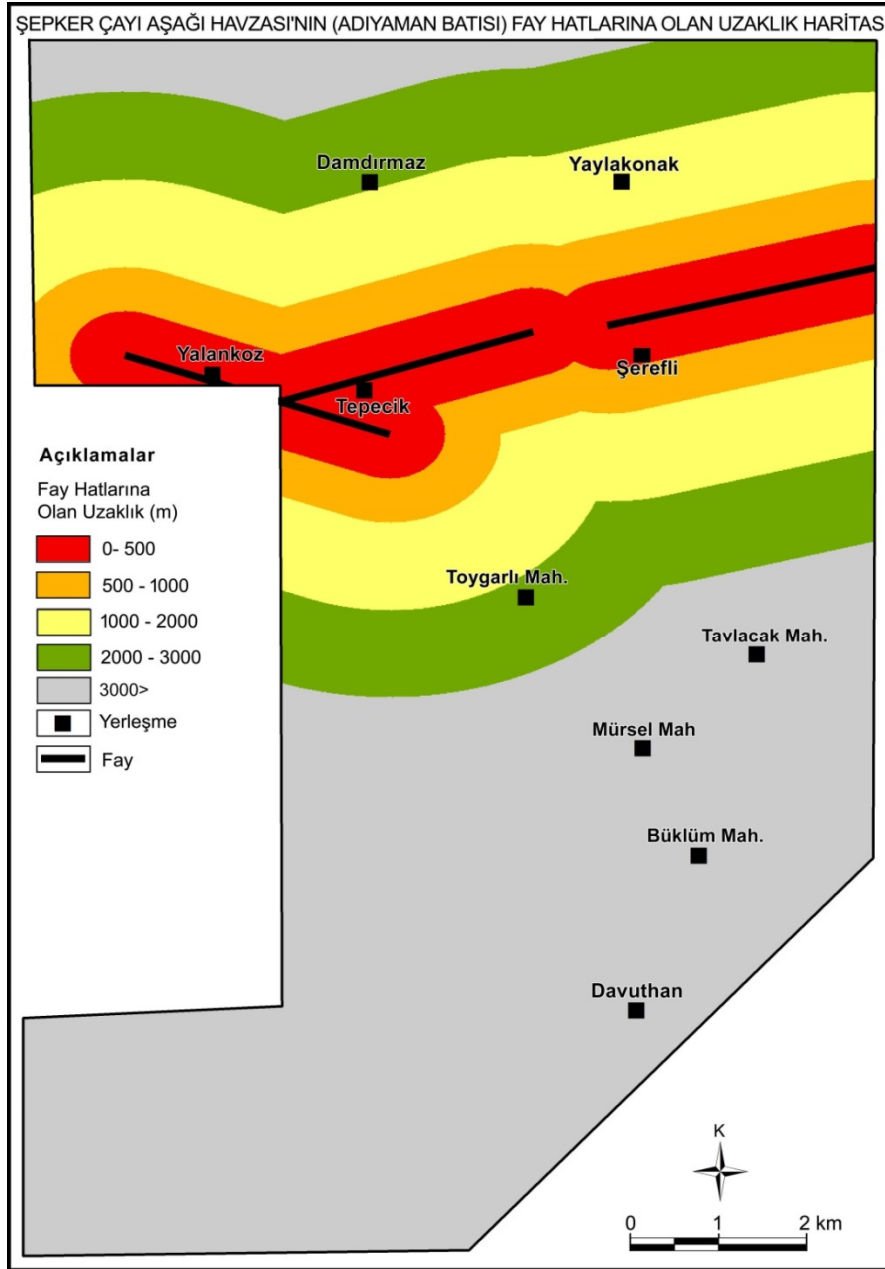 ŞEPKER ÇAYI AŞAĞI HAVZASI'NIN (ADIYAMAN BATISI) FAY HATLARINA OLAN UZAKLIK HARİTAS
Damdırmaz
Yaylakonak
Yalankoz
Tepecik
Şerefli
Açıklamalar
Fay Hatlarına
Olan Uzaklık (m)
0- 500
500 - 1000
1000 - 2000
2000 - 3000
3000>
Yerleşme
Fay
Toygarlı Mah.
Tavlacak Mah.
Mürsel Mah
Büklüm Mah.
Davuthan
K
0 1 2 km